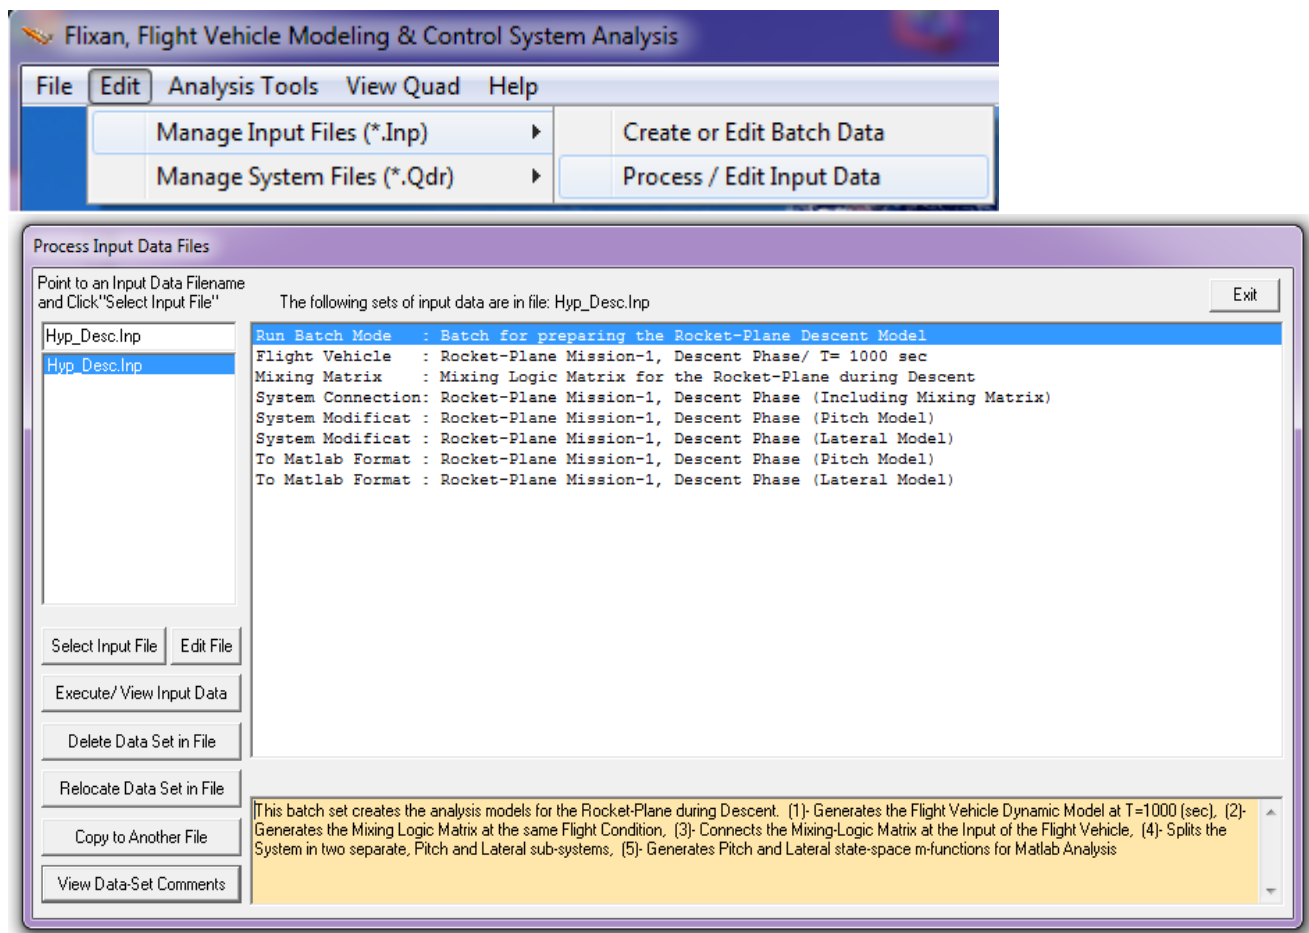 Flixan, Flight Vehicle Modeling & Control System Analysis
File Edit Analysis Tools View Quad Help
Manage Input Files (*.Inp)
Manage System Files (*.Qdr)
Create or Edit Batch Data
Process / Edit Input Data
Process Input Data Files
Point to an Input Data Filename
and Click"Select Input File"
The following sets of input data are in file: Hyp_Desc.Inp
Exit
Hyp_Desc.Inp
Hyp_Desc.Inp
Run Batch Mode : Batch for preparing the Rocket-Plane Descent Model
Flight Vehicle : Rocket-Plane Mission-1, Descent Phase/ T= 1000 sec
Mixing Matrix : Mixing Logic Matrix for the Rocket-Plane during Descent
System Connection: Rocket-Plane Mission-1, Descent Phase (Including Mixing Matrix)
System Modificat : Rocket-Plane Mission-1, Descent Phase (Pitch Model)
System Modificat : Rocket-Plane Mission-1, Descent Phase (Lateral Model)
To Matlab Format : Rocket-Plane Mission-1, Descent Phase (Pitch Model)
To Matlab Format : Rocket-Plane Mission-1, Descent Phase (Lateral Model)
Select Input File Edit File
Execute/ View Input Data
Delete Data Set in File
Relocate Data Set in File
Copy to Another File
View Data-Set Comments
This batch set creates the analysis models for the Rocket-Plane during Descent. (1)- Generates the Flight Vehicle Dynamic Model at T=1000 (sec), (2)-
Generates the Mixing Logic Matrix at the same Flight Condition, (3)- Connects the Mixing-Logic Matrix at the Input of the Flight Vehicle, (4)- Splits the
System in two separate, Pitch and Lateral sub-systems, (5)- Generates Pitch and Lateral state-space m-functions for Matlab Analysis